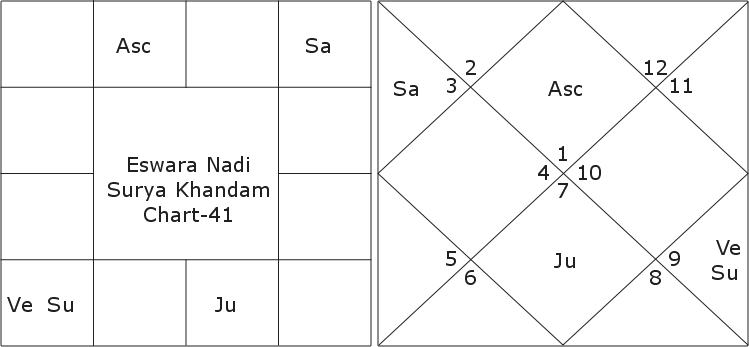 Asc
Sa
Eswara Nadi
Surya Khandam
Chart-41
Ve Su
Ju
2
12
Sa
3
Asc
11
1
4
10
7
Ve
5
Ju
9
Su
6
8